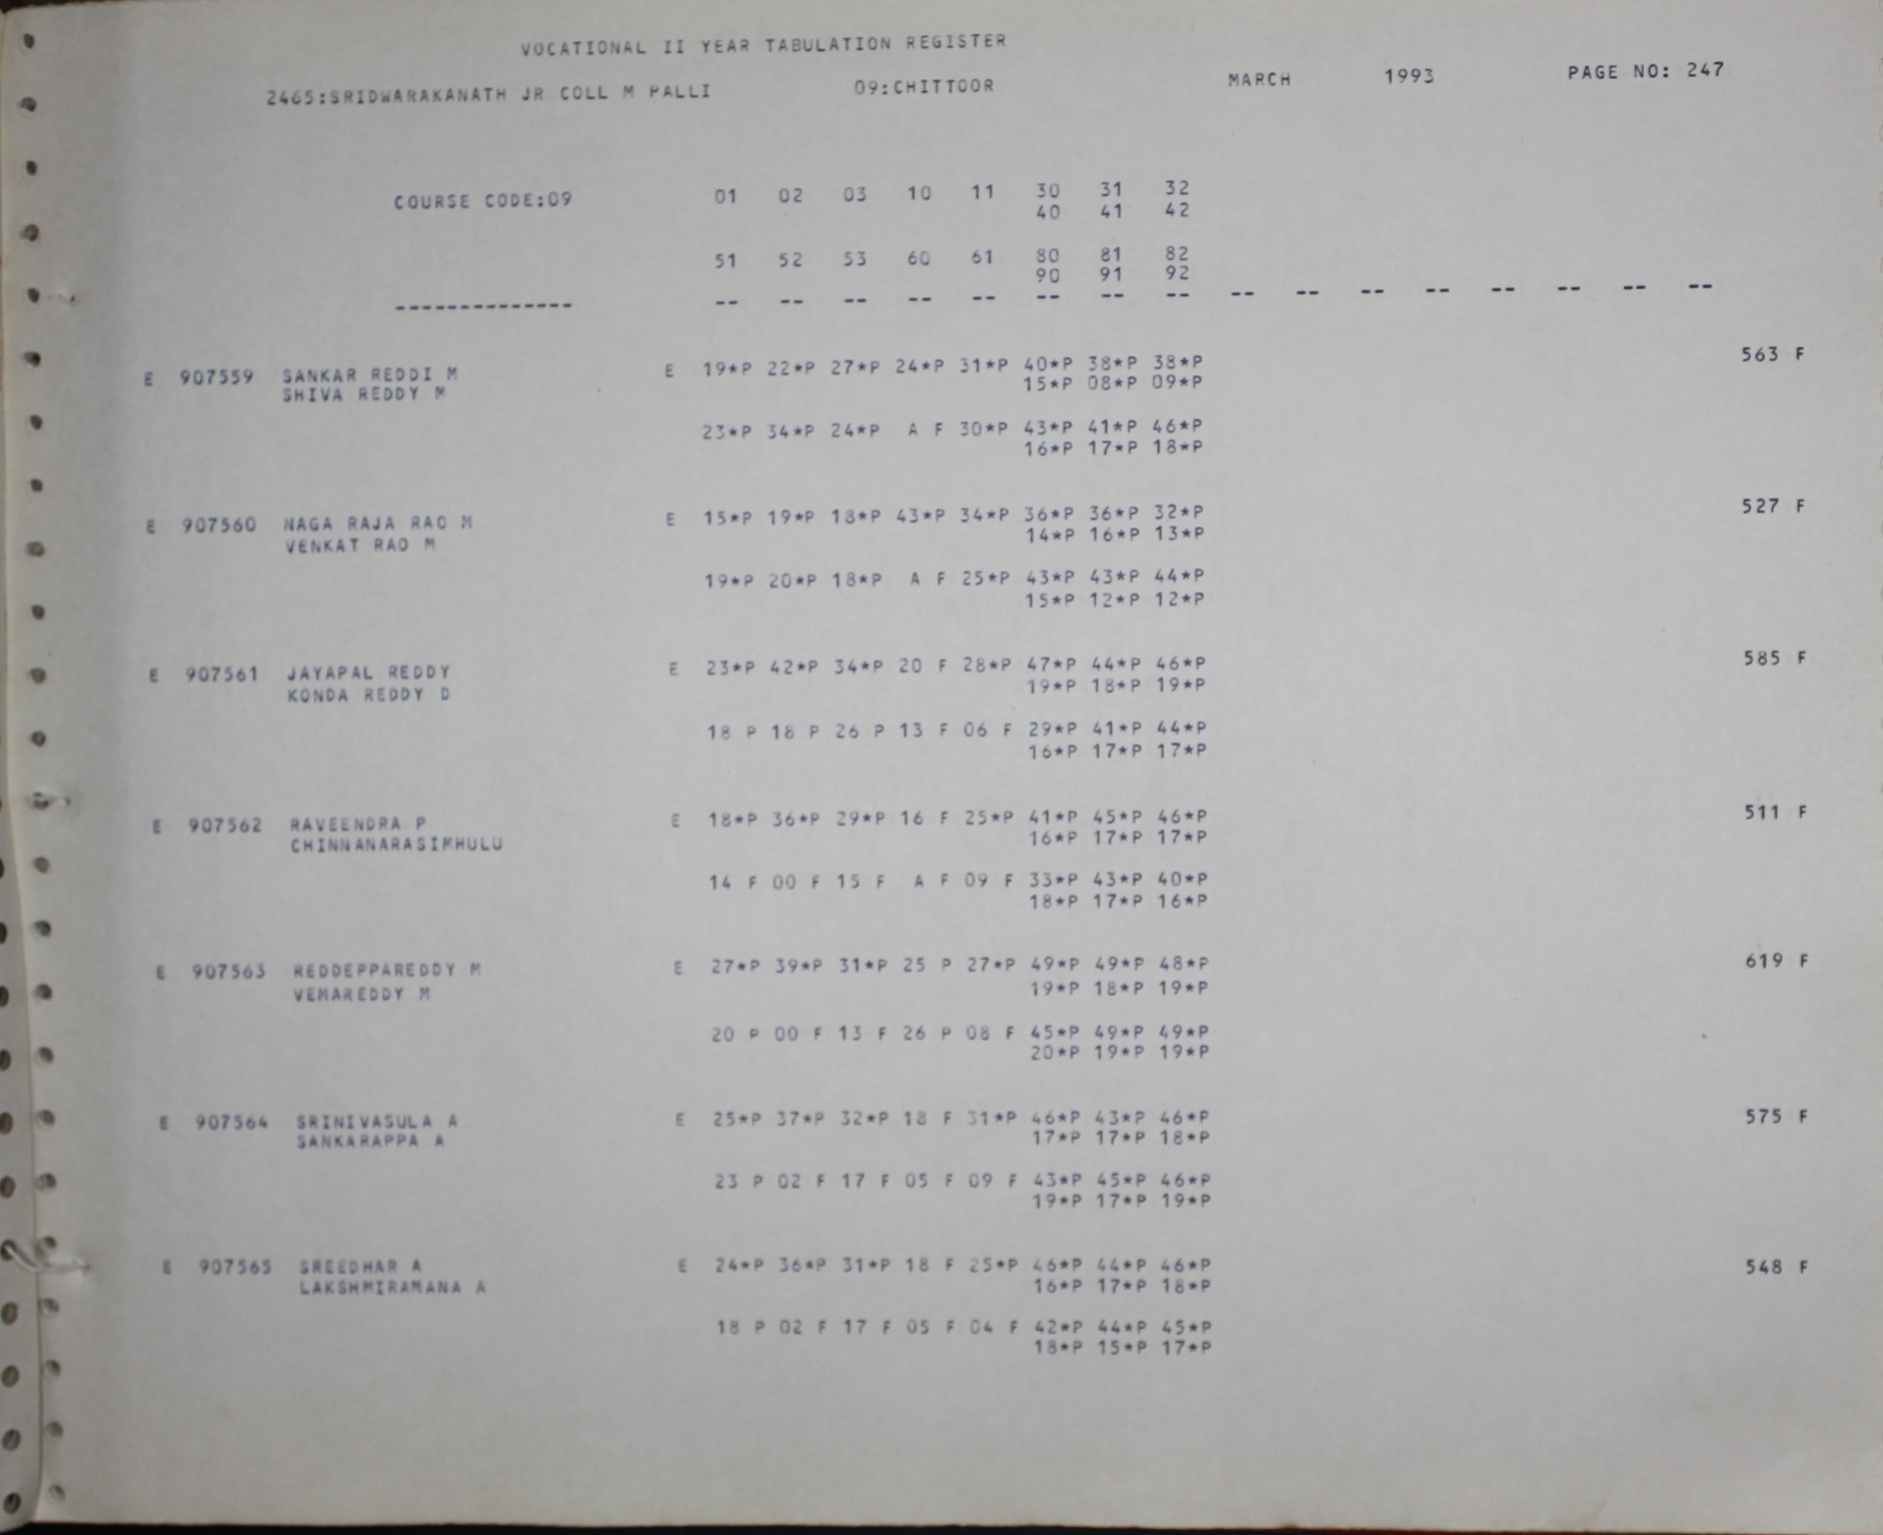 VOCATIONAL II YEAR TABULATION REGISTER
2465:SRIDWARAKANATH JR COLL M PALLI 09:CHITTOOR MARCH 1993 PAGE NO: 247
COURSE CODE:09 01 02 03 10 11 30 31 32
40 41 42
51 52 53 60 61 80 81 82
90 91 92
-------------- -- -- -- -- -- -- -- -- -- -- -- -- -- -- -- --
E 907559 SANKAR REDDI M E 19*P 22*P 27*P 24*P 31*P 40*P 38*P 38*P 563 F
SHIVA REDDY M 15*P 08*P 09*P
23*P 34*P 24*P A F 30*P 43*P 41*P 46*P
16*P 17*P 18*P
E 907560 NAGA RAJA RAO M E 15*P 19*P 18*P 43*P 34*P 36*P 36*P 32*P 527 F
VENKAT RAO M 14*P 16*P 13*P
19*P 20*P 18*P A F 25*P 43*P 43*P 44*P
15*P 12*P 12*P
E 907561 JAYAPAL REDDY E 23*P 42*P 34*P 20 F 28*P 47*P 44*P 46*P 585 F
KONDA REDDY D 19*P 18*P 19*P
18 P 18 P 26 P 13 F 06 F 29*P 41*P 44*P
16*P 17*P 17*P
E 907562 RAVEENDRA P E 18*P 36*P 29*P 16 F 25*P 41*P 45*P 46*P 511 F
CHINNANARASIMHULU 16*P 17*P 17*P
14 F 00 F 15 F A F 09 F 33*P 43*P 40*P
18*P 17*P 16*P
E 907563 REDDEPPAREDDY M E 27*P 39*P 31*P 25 P 27*P 49*P 49*P 48*P 619 F
VEMAREDDY M 19*P 18*P 19*P
20 P 00 F 13 F 26 P 08 F 45*P 49*P 49*P
20*P 19*P 19*P
E 907564 SRINIVASULA A E 25*P 37*P 32*P 18 F 31*P 46*P 43*P 46*P 575 F
SANKARAPPA A 17*P 17*P 18*P
23 P 02 F 17 F 05 F 09 F 43*P 45*P 46*P
19*P 17*P 19*P
E 907565 SREEDHAR A E 24*P 36*P 31*P 18 F 25*P 46*P 44*P 46*P 548 F
LAKSHMIRAMANA A 16*P 17*P 18*P
18 P 02 F 17 F 05 F 04 F 42*P 44*P 45*P
18*P 15*P 17*P